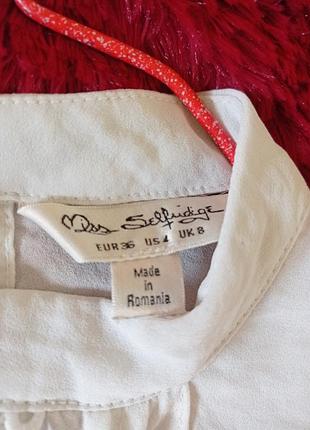 Miss Selfridge
EUR 36 US 4 UK 8
Made
in
Romania